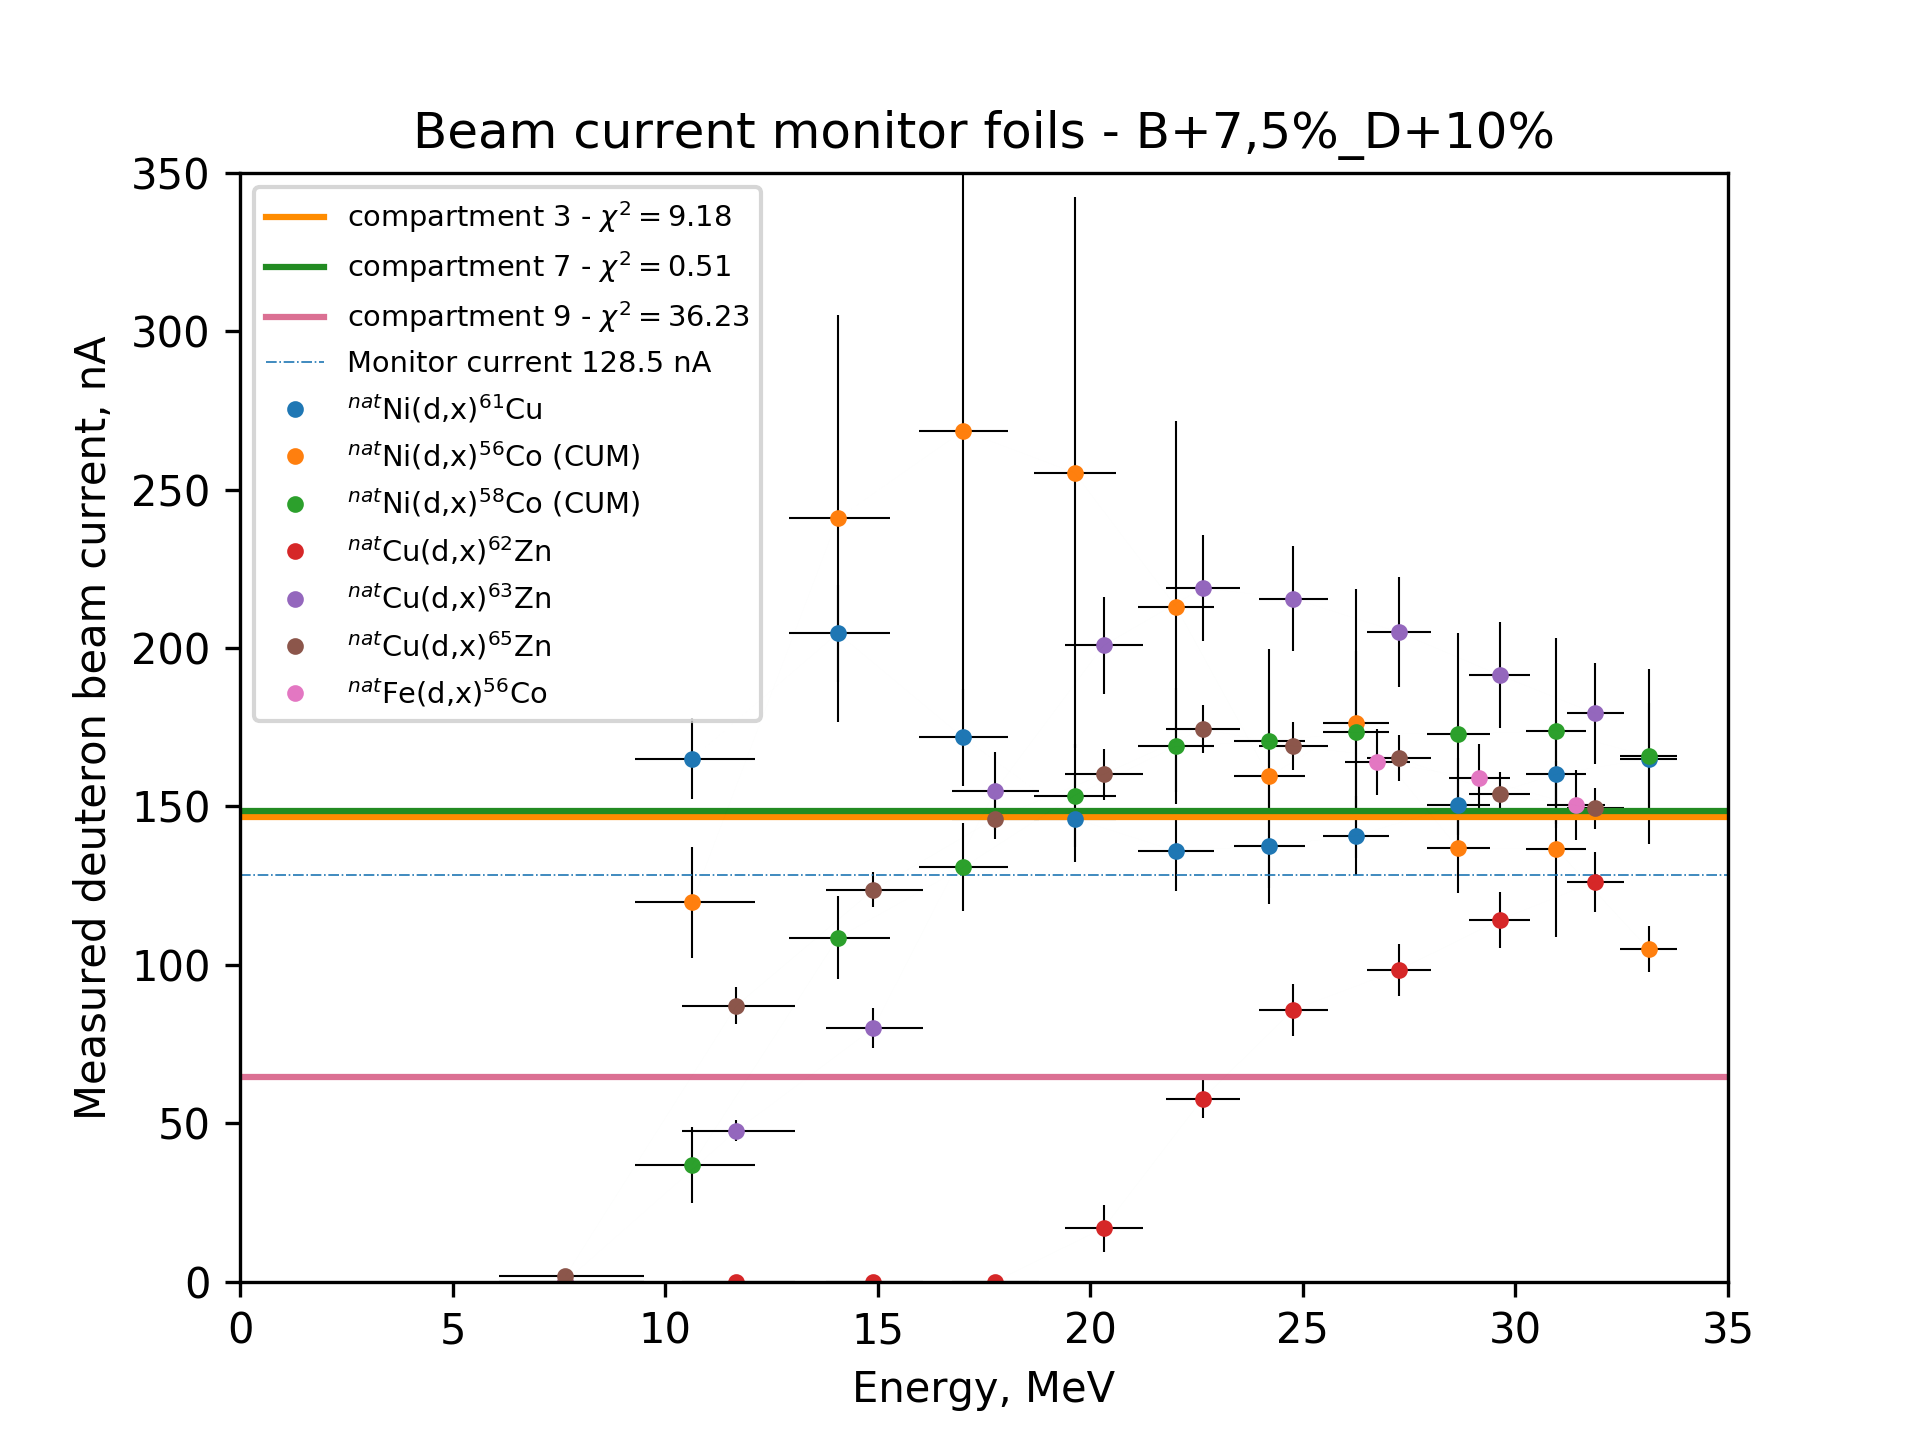 Beam current monitor foils - B+7,5%_D+10%
350
300
250
200
150
100
50
0
Measured deuteron beam current, nA
compartment 3 - χ² = 9.18
compartment 7 - χ² = 0.51
compartment 9 - χ² = 36.23
Monitor current 128.5 nA
ⁿᵃᵗNi(d,x)⁶¹Cu
ⁿᵃᵗNi(d,x)⁵⁶Co (CUM)
ⁿᵃᵗNi(d,x)⁵⁸Co (CUM)
ⁿᵃᵗCu(d,x)⁶²Zn
ⁿᵃᵗCu(d,x)⁶³Zn
ⁿᵃᵗCu(d,x)⁶⁵Zn
ⁿᵃᵗFe(d,x)⁵⁶Co
0 5 10 15 20 25 30 35
Energy, MeV